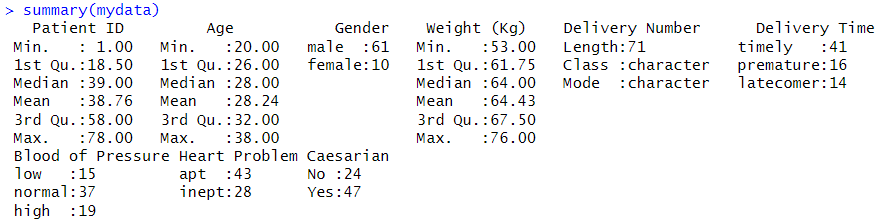 > summary(mydata)
   Patient ID         Age          Gender     Weight (Kg)    Delivery Number       Delivery Time
 Min.   : 1.00   Min.   :20.00   male  :61   Min.   :53.00   Length:71          timely   :41
 1st Qu.:18.50   1st Qu.:26.00   female:10   1st Qu.:61.75   Class :character   premature:16
 Median :39.00   Median :28.00               Median :64.00   Mode  :character   latecomer:14
 Mean   :38.76   Mean   :28.24               Mean   :64.43
 3rd Qu.:58.00   3rd Qu.:32.00               3rd Qu.:67.50
 Max.   :78.00   Max.   :38.00               Max.   :76.00
 Blood of Pressure Heart Problem Caesarian
 low   :15         apt  :43      No :24
 normal:37         inept:28      Yes:47
 high  :19